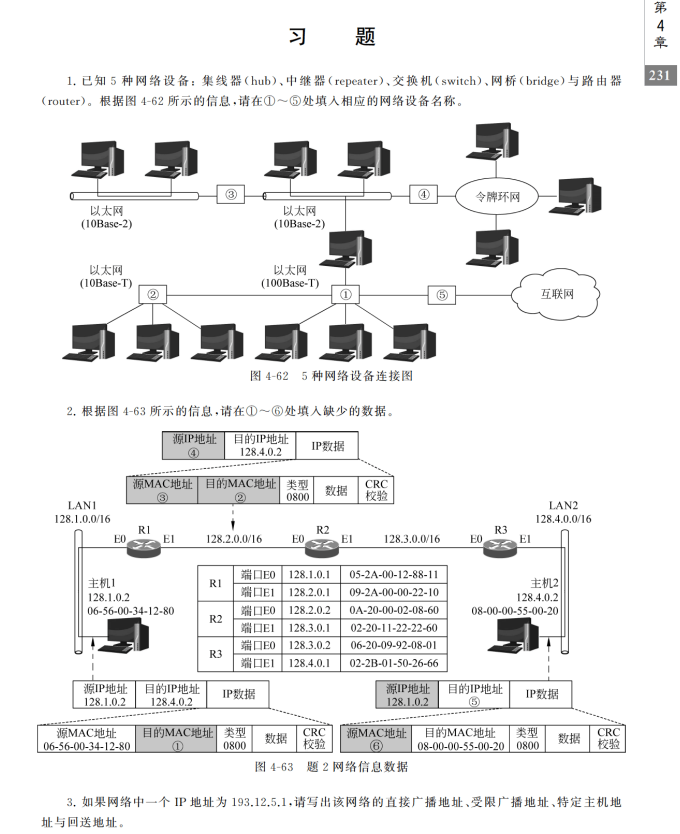 第
4
章
231
习 题
1. 已知 5 种网络设备：集线器(hub)、中继器(repeater)、交换机(switch)、网桥(bridge)与路由器
(router)。根据图 4-62 所示的信息,请在①～⑤处填入相应的网络设备名称。
③
④
令牌环网
以太网
(10Base-2)
以太网
(10Base-2)
以太网
(10Base-T)
以太网
(100Base-T)
②
①
⑤
互联网
图 4-62 5 种网络设备连接图
2. 根据图 4-63 所示的信息,请在①～⑥处填入缺少的数据。
源IP地址
④
目的IP地址
128.4.0.2
IP数据
源MAC地址
③
目的MAC地址
②
类型
0800
数据
CRC
校验
LAN1
128.1.0.0/16
LAN2
128.4.0.0/16
R1
E0
E1
128.2.0.0/16
R2
E0
E1
128.3.0.0/16
R3
E0
E1
主机1
128.1.0.2
06-56-00-34-12-80
主机2
128.4.0.2
08-00-00-55-00-20
R1 端口E0 128.1.0.1 05-2A-00-12-88-11
端口E1 128.2.0.1 09-2A-00-00-22-10
R2 端口E0 128.2.0.2 0A-20-00-02-08-60
端口E1 128.3.0.1 02-20-11-22-22-60
R3 端口E0 128.3.0.2 06-20-09-92-08-01
端口E1 128.4.0.1 02-2B-01-50-26-66
源IP地址
128.1.0.2
目的IP地址
128.4.0.2
IP数据
源MAC地址
06-56-00-34-12-80
目的MAC地址
①
类型
0800
数据
CRC
校验
源IP地址
128.1.0.2
目的IP地址
⑤
IP数据
源MAC地址
⑥
目的MAC地址
08-00-00-55-00-20
类型
0800
数据
CRC
校验
图 4-63 题 2 网络信息数据
3. 如果网络中一个 IP 地址为 193.12.5.1,请写出该网络的直接广播地址、受限广播地址、特定主机地
址与回送地址。